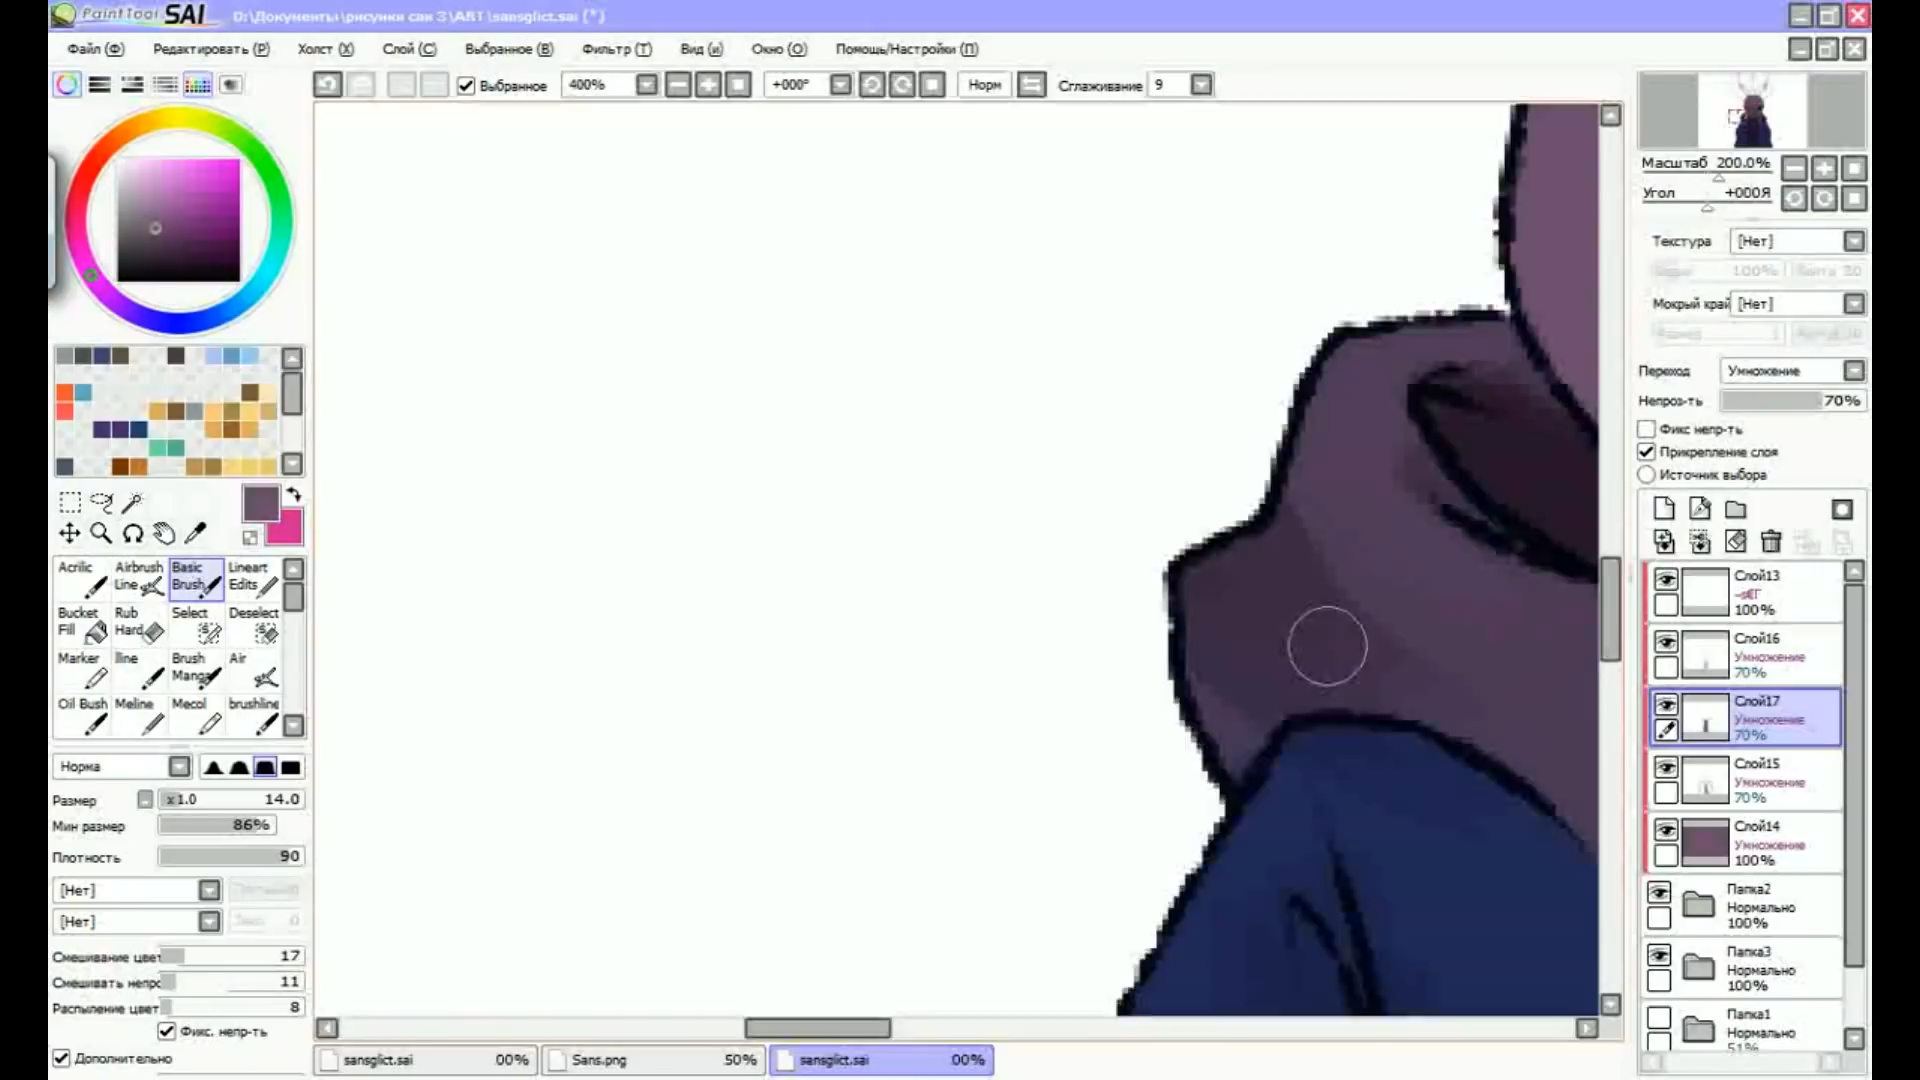 PaintTool SAI D:\Документы\рисунки саи 3\ART\sansglict.sai (*)
Файл (Ф) Редактировать (Р) Холст (Х) Слой (С) Выбранное (В) Фильтр (Т) Вид (и) Окно (О) Помощь/Настройки (П)
Выбранное 400% +000° Норм Сглаживание 9
Масштаб 200.0%
Угол +000Я
Текстура [Нет]
100%
Мокрый край [Нет]
Переход Умножение
Непроз-ть 70%
Фикс непр-ть
Прикрепление слоя
Источник выбора
Acrilic Airbrush Line Basic Brush Lineart Edits
Bucket Fill Rub Hard Select Deselect
Marker lline Brush Manga Air
Oil Bush Meline Mecol brushline
Норма
Размер x1.0 14.0
Мин размер 86%
Плотность 90
[Нет]
[Нет]
Смешивание цвет 17
Смешивать непрс 11
Распыление цвет 8
Фикс. непр-ть
Дополнительно
Слой13
100%
Слой16
Умножение
70%
Слой17
Умножение
70%
Слой15
Умножение
70%
Слой14
Умножение
100%
Папка2
Нормально
100%
Папка3
Нормально
100%
Папка1
Нормально
51%
sansglict.sai 00% Sans.png 50% sansglict.sai 00%